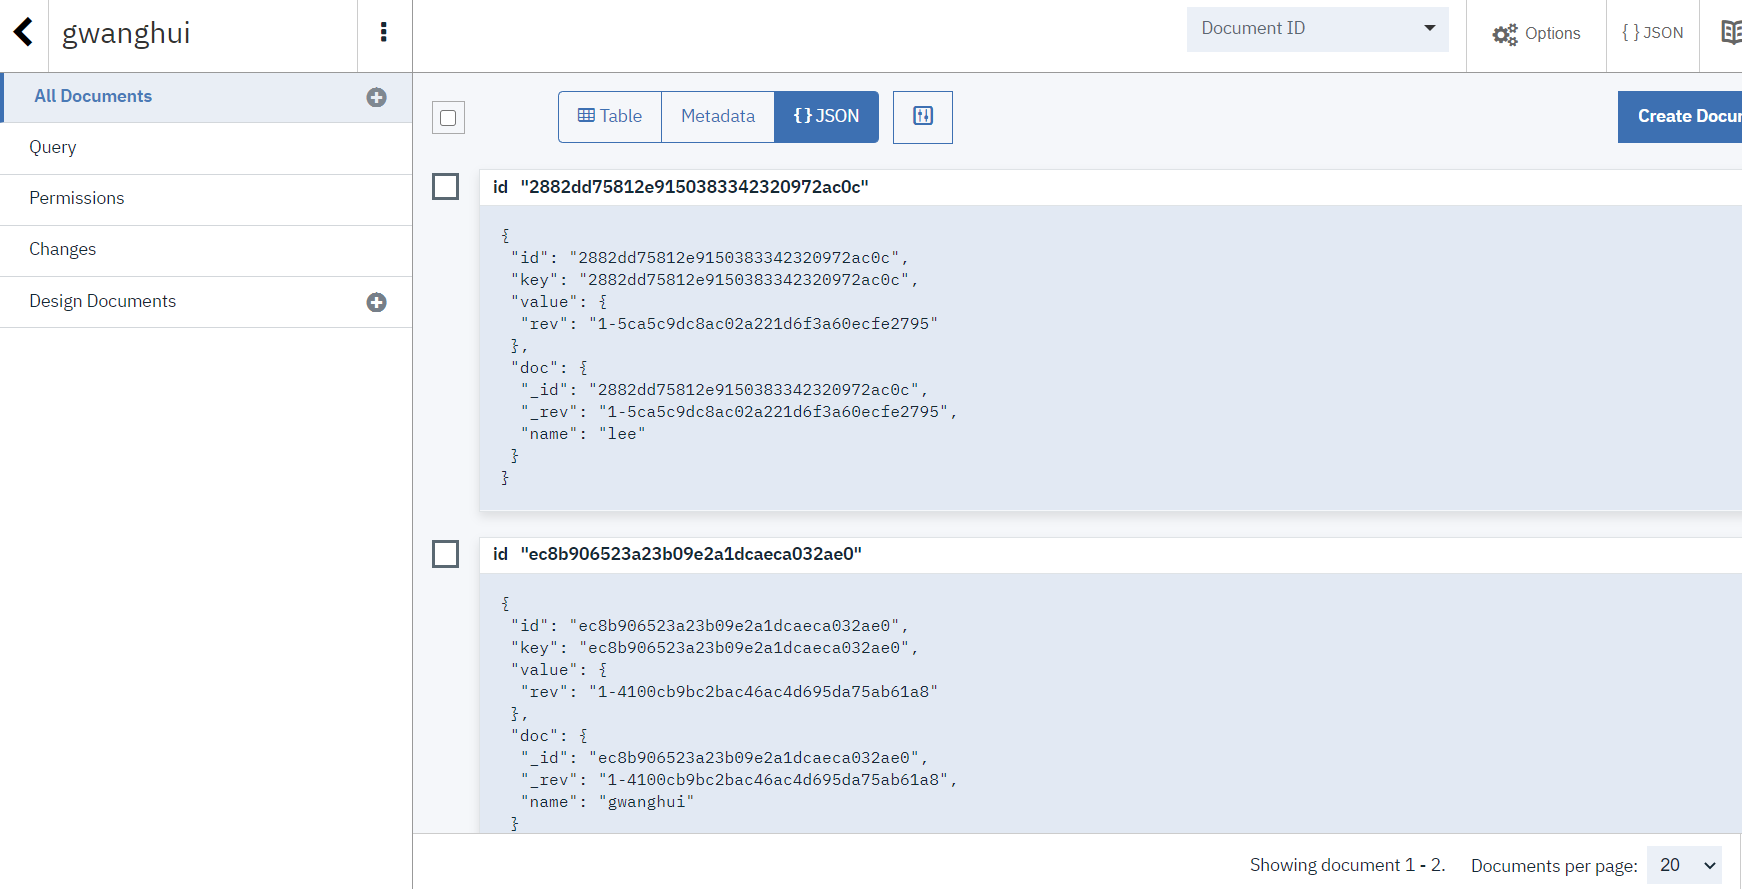 gwanghui
Document ID
Options
{ } JSON
All Documents
Query
Permissions
Changes
Design Documents
Table
Metadata
{} JSON
Create Docu
id "2882dd75812e9150383342320972ac0c"
{
"id": "2882dd75812e9150383342320972ac0c",
"key": "2882dd75812e9150383342320972ac0c",
"value": {
"rev": "1-5ca5c9dc8ac02a221d6f3a60ecfe2795"
},
"doc": {
"_id": "2882dd75812e9150383342320972ac0c",
"_rev": "1-5ca5c9dc8ac02a221d6f3a60ecfe2795",
"name": "lee"
}
}
id "ec8b906523a23b09e2a1dcaeca032ae0"
{
"id": "ec8b906523a23b09e2a1dcaeca032ae0",
"key": "ec8b906523a23b09e2a1dcaeca032ae0",
"value": {
"rev": "1-4100cb9bc2bac46ac4d695da75ab61a8"
},
"doc": {
"_id": "ec8b906523a23b09e2a1dcaeca032ae0",
"_rev": "1-4100cb9bc2bac46ac4d695da75ab61a8",
"name": "gwanghui"
}
Showing document 1 - 2.
Documents per page: 20